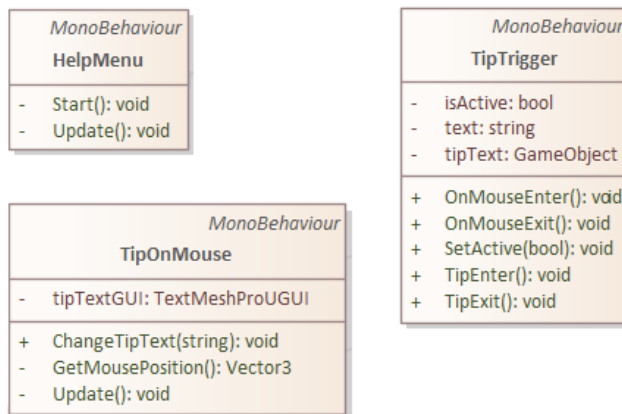 MonoBehaviour
HelpMenu
- Start(): void
- Update(): void
MonoBehaviour
TipTrigger
- isActive: bool
- text: string
- tipText: GameObject
+ OnMouseEnter(): void
+ OnMouseExit(): void
+ SetActive(bool): void
+ TipEnter(): void
+ TipExit(): void
MonoBehaviour
TipOnMouse
- tipTextGUI: TextMeshProUGUI
+ ChangeTipText(string): void
- GetMousePosition(): Vector3
- Update(): void